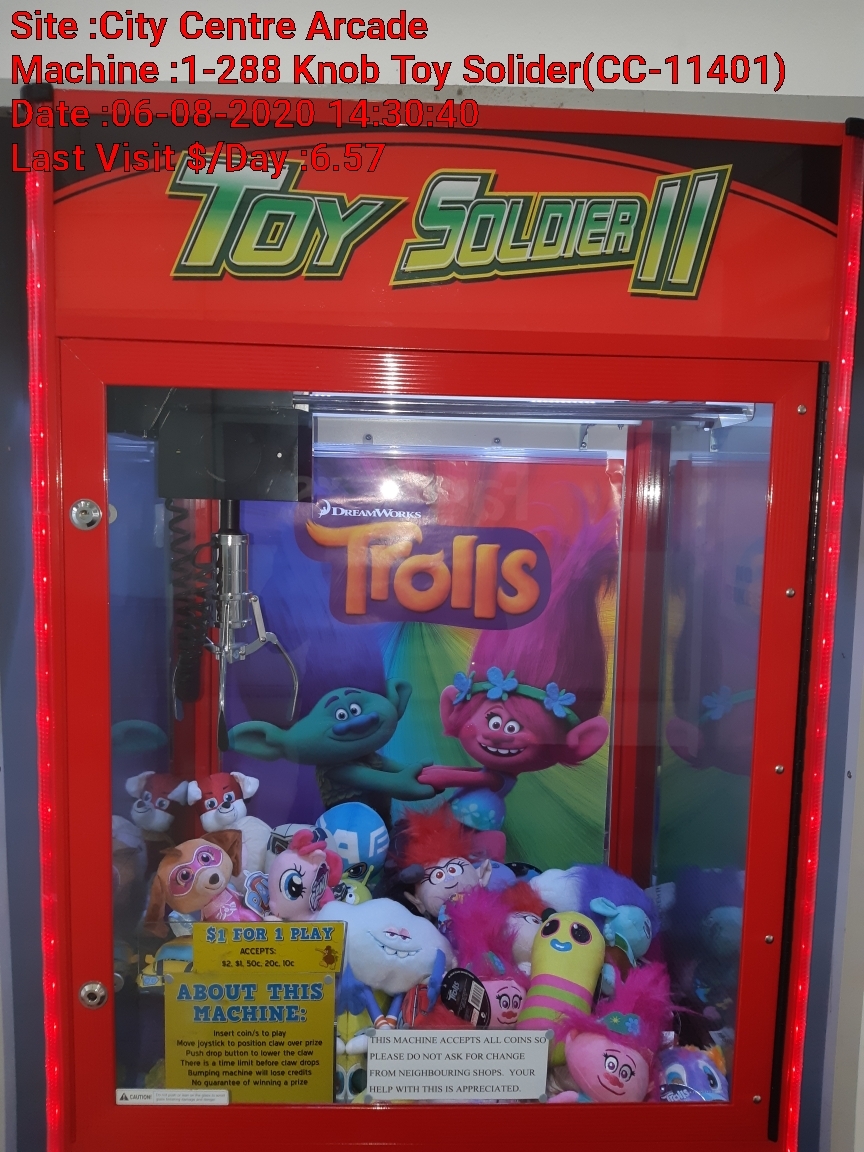 Site :City Centre Arcade
Machine :1-288 Knob Toy Solider(CC-11401)
Date :06-08-2020 14:30:40
Last Visit $/Day :6.57
TOY SOLDIER II
DREAMWORKS
Trolls
$1 FOR 1 PLAY
ACCEPTS:
$2, $1, 50c, 20c, 10c
ABOUT THIS
MACHINE:
Insert coin/s to play
Move joystick to position claw over prize
Push drop button to lower the claw
There is a time limit before claw drops
Bumping machine will lose credits
No guarantee of winning a prize
THIS MACHINE ACCEPTS ALL COINS SO
PLEASE DO NOT ASK FOR CHANGE
FROM NEIGHBOURING SHOPS. YOUR
HELP WITH THIS IS APPRECIATED.
CAUTION!
Trolls
Trolls